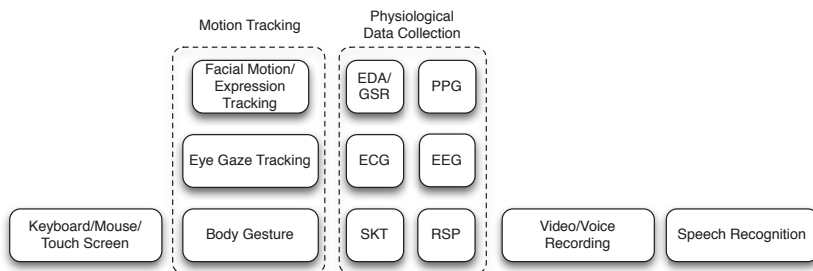 Motion Tracking
Physiological
Data Collection
Facial Motion/
Expression
Tracking
EDA/
GSR
PPG
Eye Gaze Tracking
ECG
EEG
Keyboard/Mouse/
Touch Screen
Body Gesture
SKT
RSP
Video/Voice
Recording
Speech Recognition